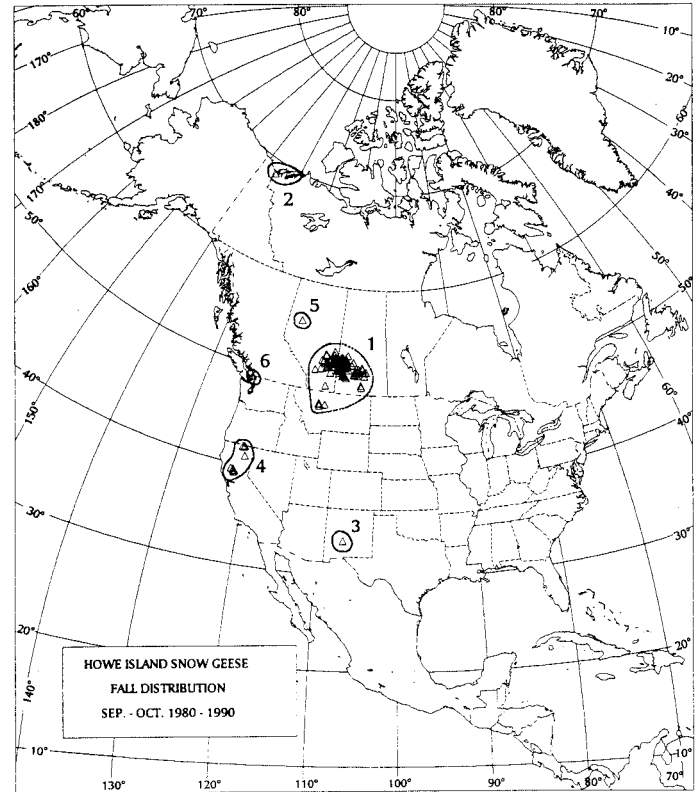 60° 70° 80° 80° 70° 10°
170° 20°
60°
180° 30°
170° 40°
2
50° 50°
160° 50°
5
1
6
40° 60°
150°
4
30° 3 30°
20° 20°
HOWE ISLAND SNOW GEESE
FALL DISTRIBUTION
SEP. - OCT. 1980 - 1990
140°
10° 10°
130° 120° 110° 100° 90° 80° 70°